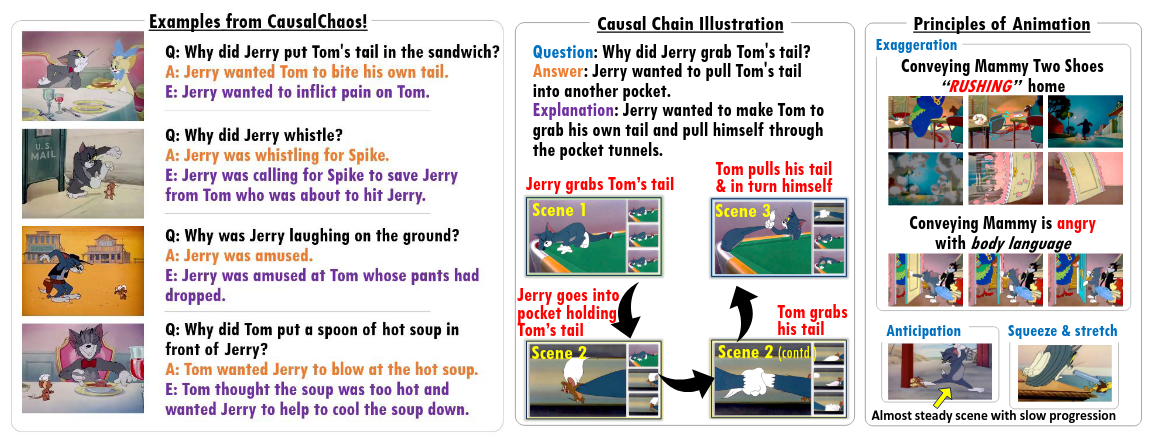 Examples from CausalChaos!
Q: Why did Jerry put Tom's tail in the sandwich?
A: Jerry wanted Tom to bite his own tail.
E: Jerry wanted to inflict pain on Tom.
U.S.
MAIL
Q: Why did Jerry whistle?
A: Jerry was whistling for Spike.
E: Jerry was calling for Spike to save Jerry
from Tom who was about to hit Jerry.
Q: Why was Jerry laughing on the ground?
A: Jerry was amused.
E: Jerry was amused at Tom whose pants had
dropped.
Q: Why did Tom put a spoon of hot soup in
front of Jerry?
A: Tom wanted Jerry to blow at the hot soup.
E: Tom thought the soup was too hot and
wanted Jerry to help to cool the soup down.
Causal Chain Illustration
Question: Why did Jerry grab Tom's tail?
Answer: Jerry wanted to pull Tom's tail
into another pocket.
Explanation: Jerry wanted to make Tom to
grab his own tail and pull himself through
the pocket tunnels.
Jerry grabs Tom's tail
Scene 1
Tom pulls his tail
& in turn himself
Scene 3
Jerry goes into
pocket holding
Tom's tail
Scene 2
Tom grabs
his tail
Scene 2 (contd)
Principles of Animation
Exaggeration
Conveying Mammy Two Shoes
"RUSHING" home
Conveying Mammy is angry
with body language
Anticipation
Squeeze & stretch
Almost steady scene with slow progression